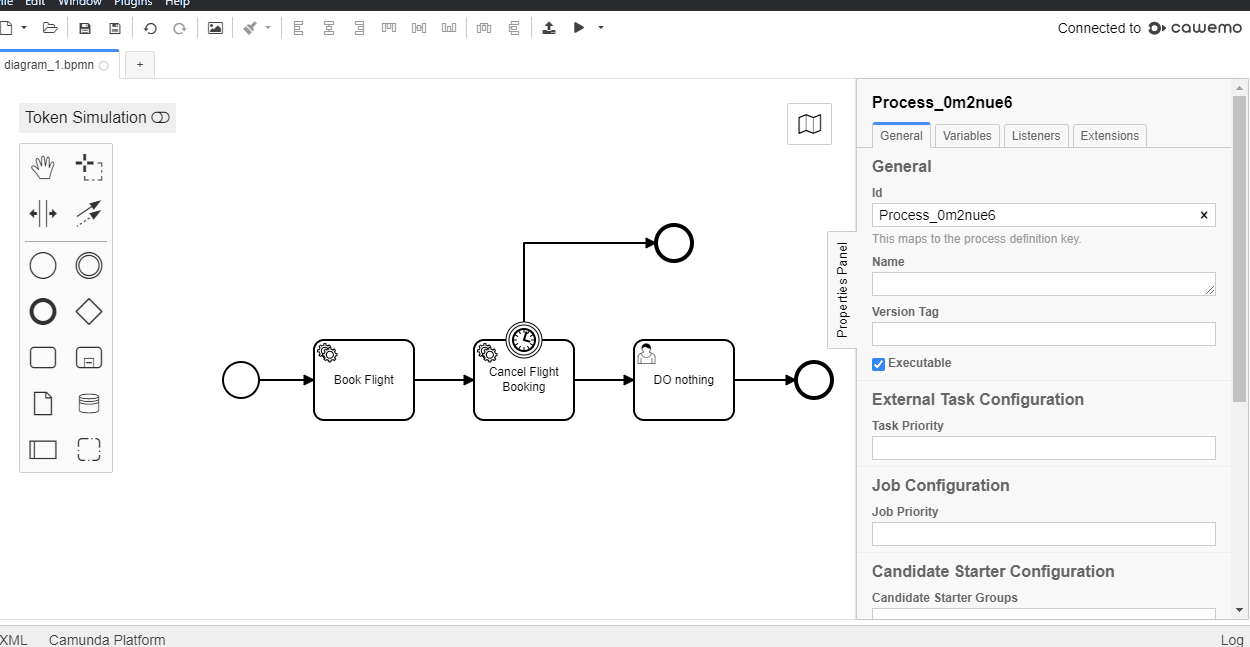 Edit Window Plugins Help
Connected to cawemo
diagram_1.bpmn
+
Token Simulation
Book Flight
Cancel Flight
Booking
DO nothing
Properties Panel
Process_0m2nue6
General Variables Listeners Extensions
General
Id
Process_0m2nue6
×
This maps to the process definition key.
Name
Version Tag
Executable
External Task Configuration
Task Priority
Job Configuration
Job Priority
Candidate Starter Configuration
Candidate Starter Groups
XML Camunda Platform Log